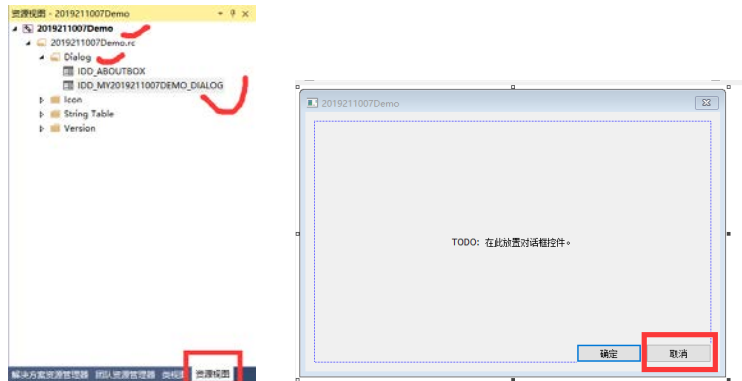 资源视图 - 2019211007Demo
2019211007Demo
2019211007Demo.rc
Dialog
IDD_ABOUTBOX
IDD_MY2019211007DEMO_DIALOG
Icon
String Table
Version
解决方案资源管理器 团队资源管理器 类视图 资源视图
2019211007Demo
TODO: 在此放置对话框控件。
确定 取消